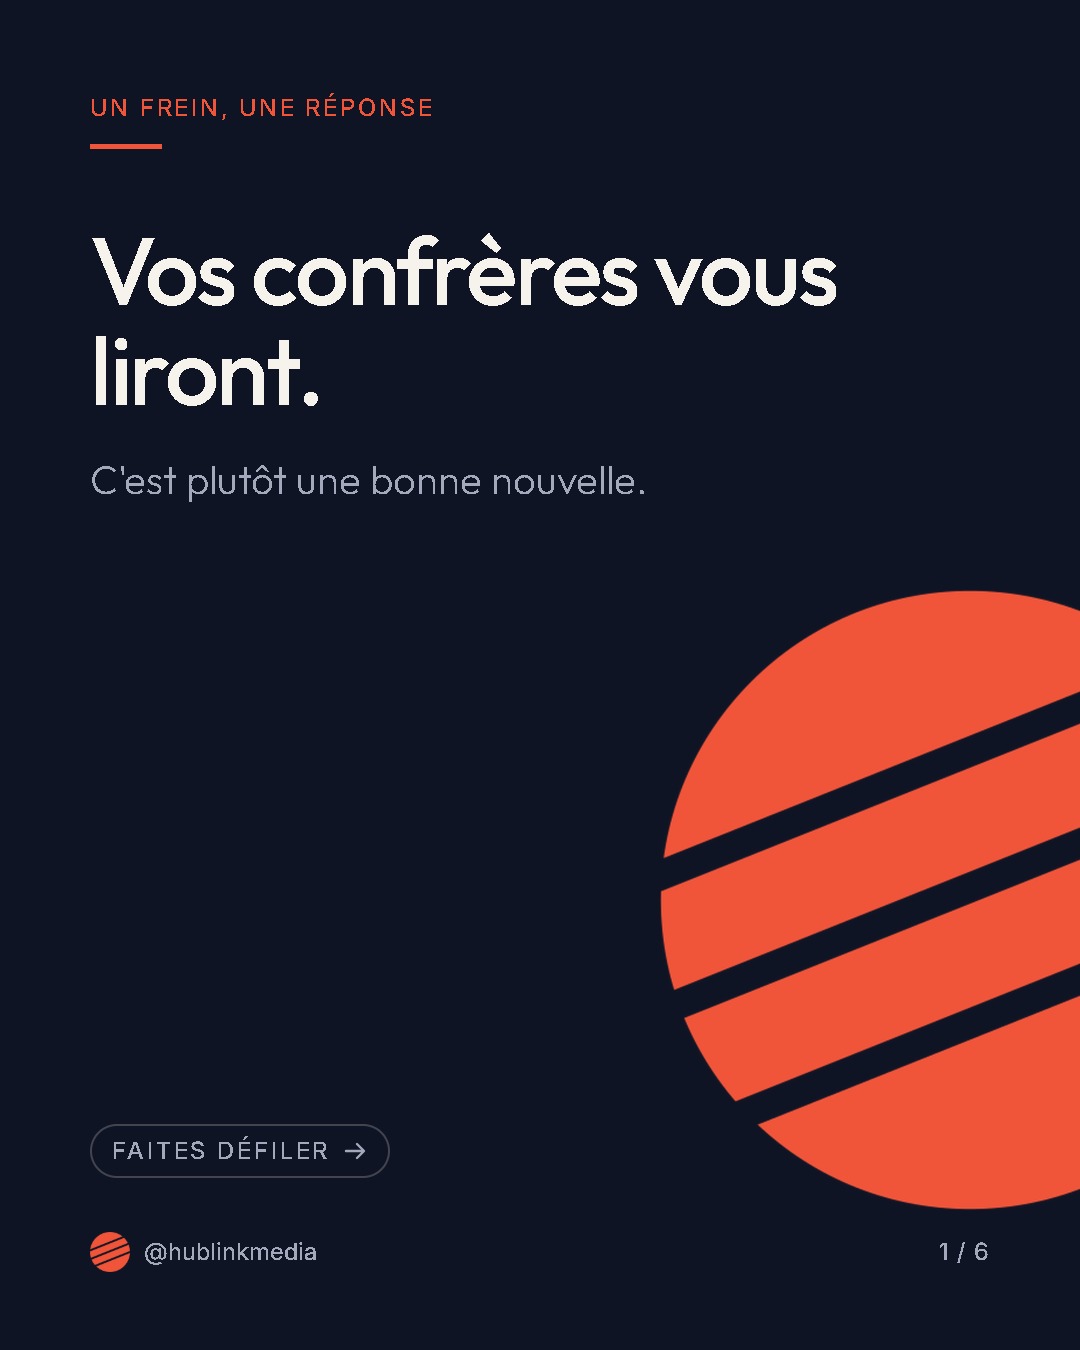 UN FREIN, UNE RÉPONSE
Vos confrères vous
liront.
C'est plutôt une bonne nouvelle.
FAITES DÉFILER →
@hublinkmedia
1 / 6